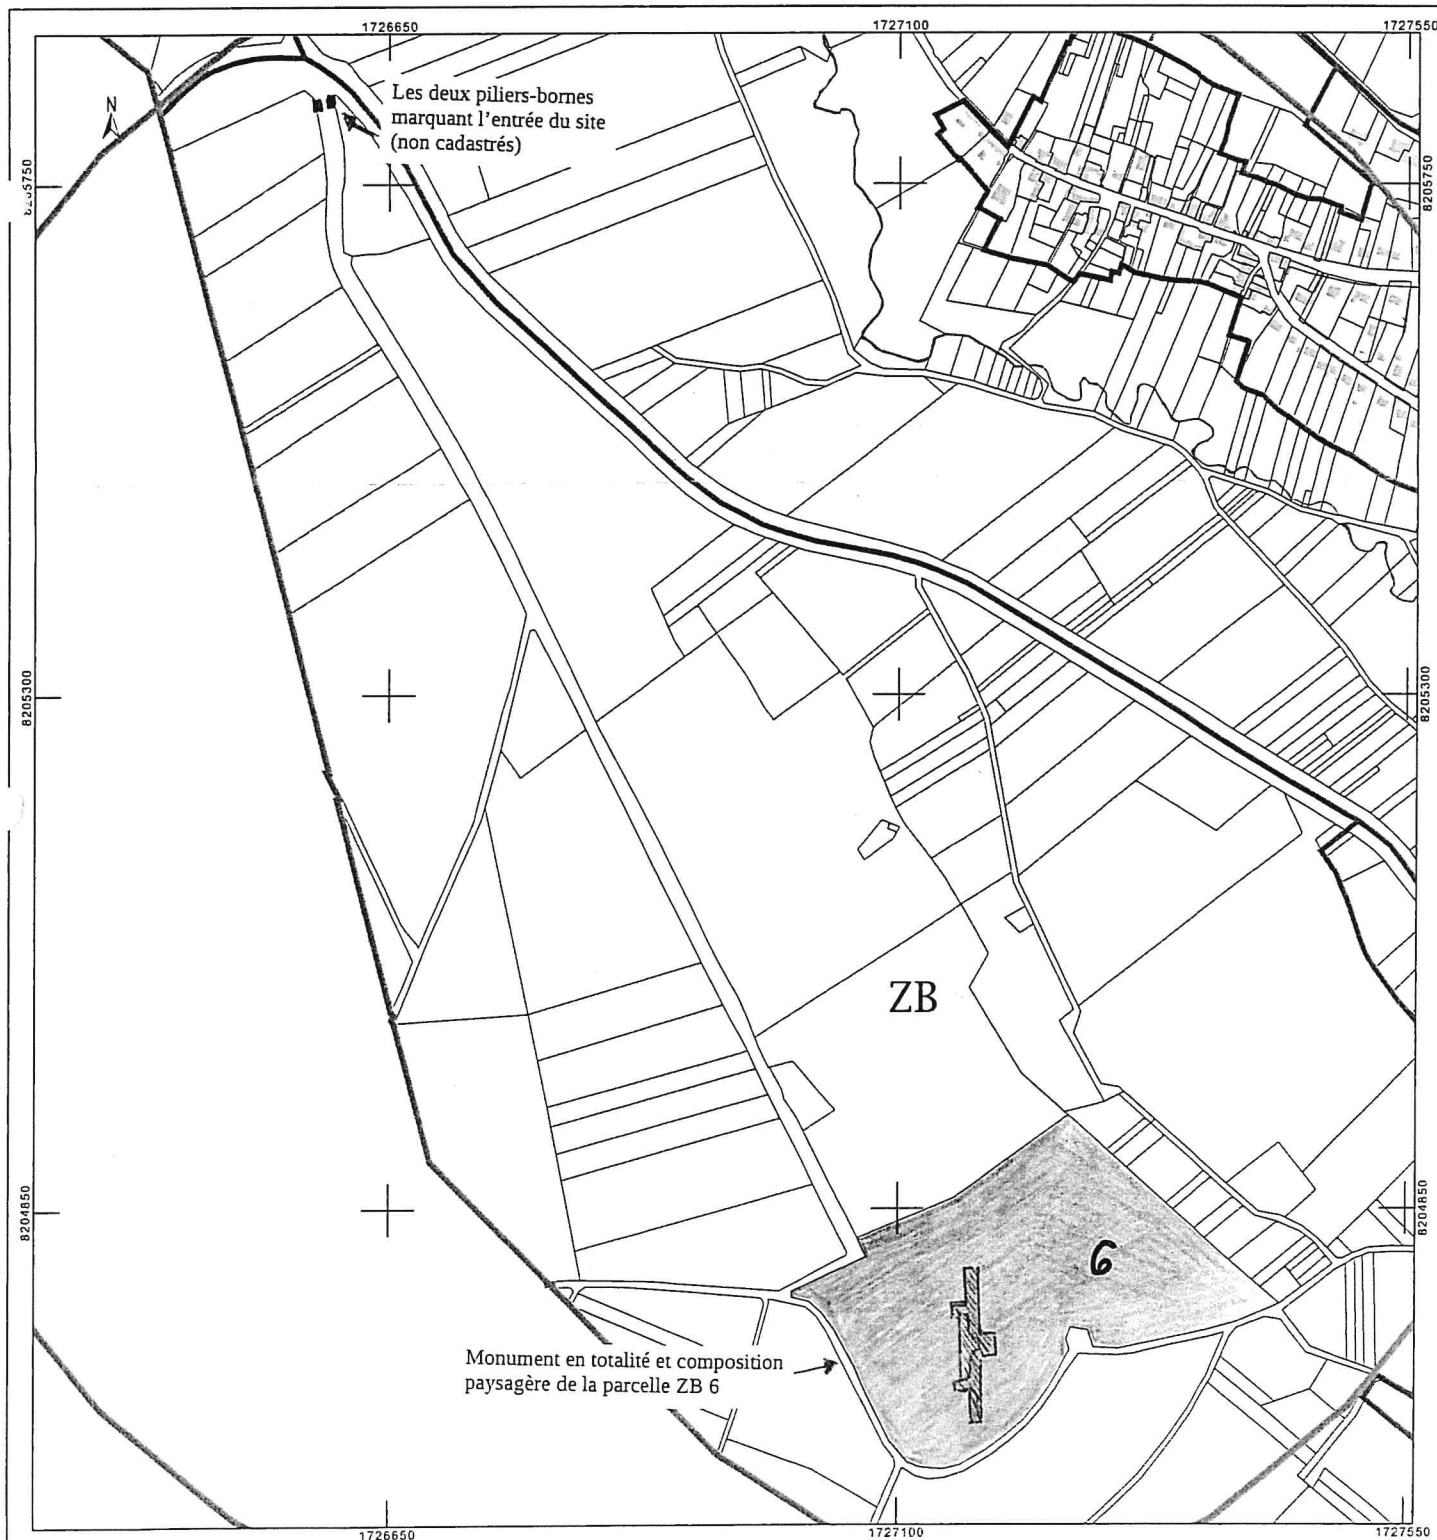 1726650 1727100 1727550
N
Les deux piliers-bornes
marquant l'entrée du site
(non cadastrés)
8205750
8205750
8205300
8205300
ZB
8204850
8204850
6
Monument en totalité et composition
paysagère de la parcelle ZB 6
1726650 1727100 1727550